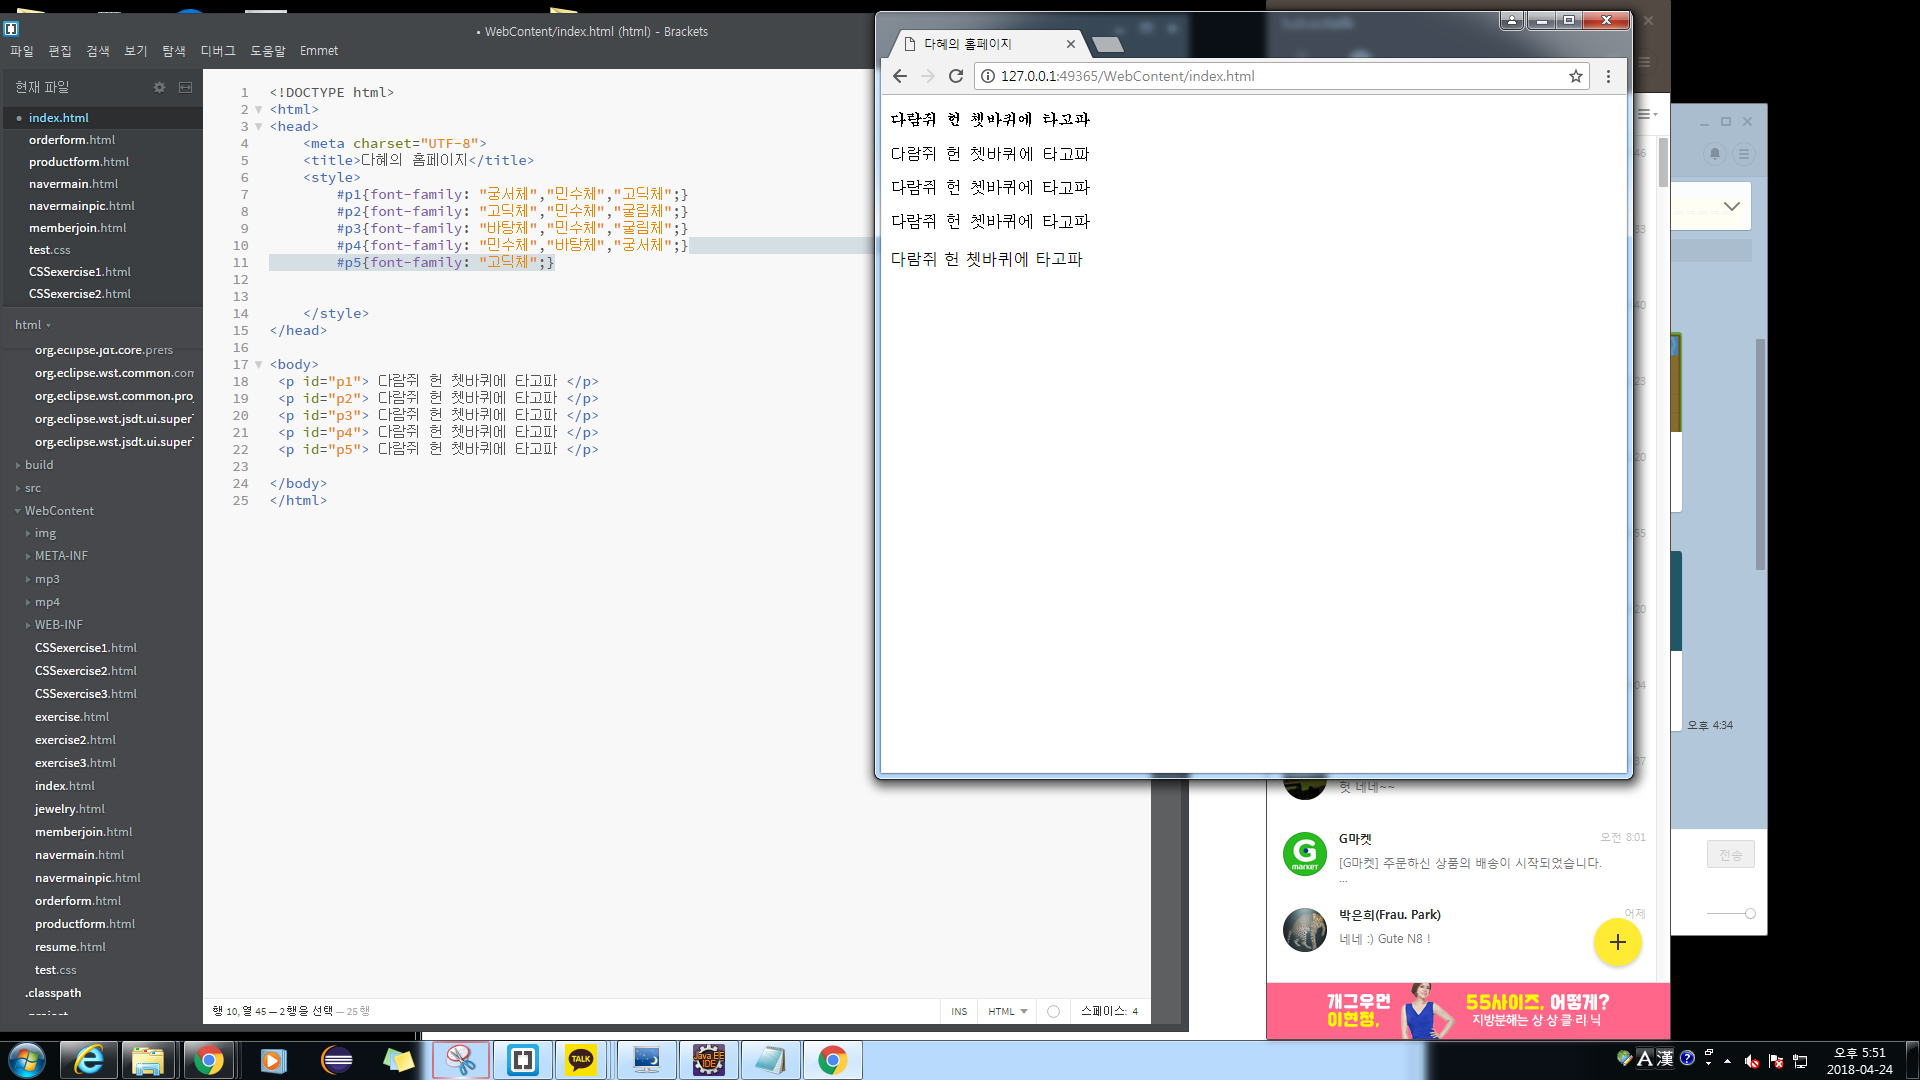 • WebContent/index.html (html) - Brackets
파일 편집 검색 보기 탐색 디버그 도움말 Emmet
현재 파일
index.html
orderform.html
productform.html
navermain.html
navermainpic.html
memberjoin.html
test.css
CSSexercise1.html
CSSexercise2.html
html
org.eclipse.jdt.core.prefs
org.eclipse.wst.common.com
org.eclipse.wst.common.pro
org.eclipse.wst.jsdt.ui.super
org.eclipse.wst.jsdt.ui.super
build
src
WebContent
img
META-INF
mp3
mp4
WEB-INF
CSSexercise1.html
CSSexercise2.html
CSSexercise3.html
exercise.html
exercise2.html
exercise3.html
index.html
jewelry.html
memberjoin.html
navermain.html
navermainpic.html
orderform.html
productform.html
resume.html
test.css
.classpath
.project
1 <!DOCTYPE html>
2 <html>
3 <head>
4 <meta charset="UTF-8">
5 <title>다혜의 홈페이지</title>
6 <style>
7 #p1{font-family: "궁서체","민수체","고딕체";}
8 #p2{font-family: "고딕체","민수체","굴림체";}
9 #p3{font-family: "바탕체","민수체","굴림체";}
10 #p4{font-family: "민수체","바탕체","궁서체";}
11 #p5{font-family: "고딕체";}
12
13
14 </style>
15 </head>
16
17 <body>
18 <p id="p1"> 다람쥐 헌 쳇바퀴에 타고파 </p>
19 <p id="p2"> 다람쥐 헌 쳇바퀴에 타고파 </p>
20 <p id="p3"> 다람쥐 헌 쳇바퀴에 타고파 </p>
21 <p id="p4"> 다람쥐 헌 쳇바퀴에 타고파 </p>
22 <p id="p5"> 다람쥐 헌 쳇바퀴에 타고파 </p>
23
24 </body>
25 </html>
행 10, 열 45 — 2 행을 선택 — 25 행
INS HTML 스페이스: 4
다혜의 홈페이지
127.0.0.1:49365/WebContent/index.html
다람쥐 헌 쳇바퀴에 타고파
다람쥐 헌 쳇바퀴에 타고파
다람쥐 헌 쳇바퀴에 타고파
다람쥐 헌 쳇바퀴에 타고파
다람쥐 헌 쳇바퀴에 타고파
46
33
40
23
20
55
20
04
37
오후 4:34
헛 네네~~
G마켓 오전 8:01
[G마켓] 주문하신 상품의 배송이 시작되었습니다.
...
G market
박은희(Frau. Park) 어제
네네 :) Gute N8 !
전송
개그우먼
이현정,
55사이즈, 어떻게?
지방분해는 상·상·클 리 닉
TALK
Java EE
IDE
A 漢
오후 5:51
2018-04-24